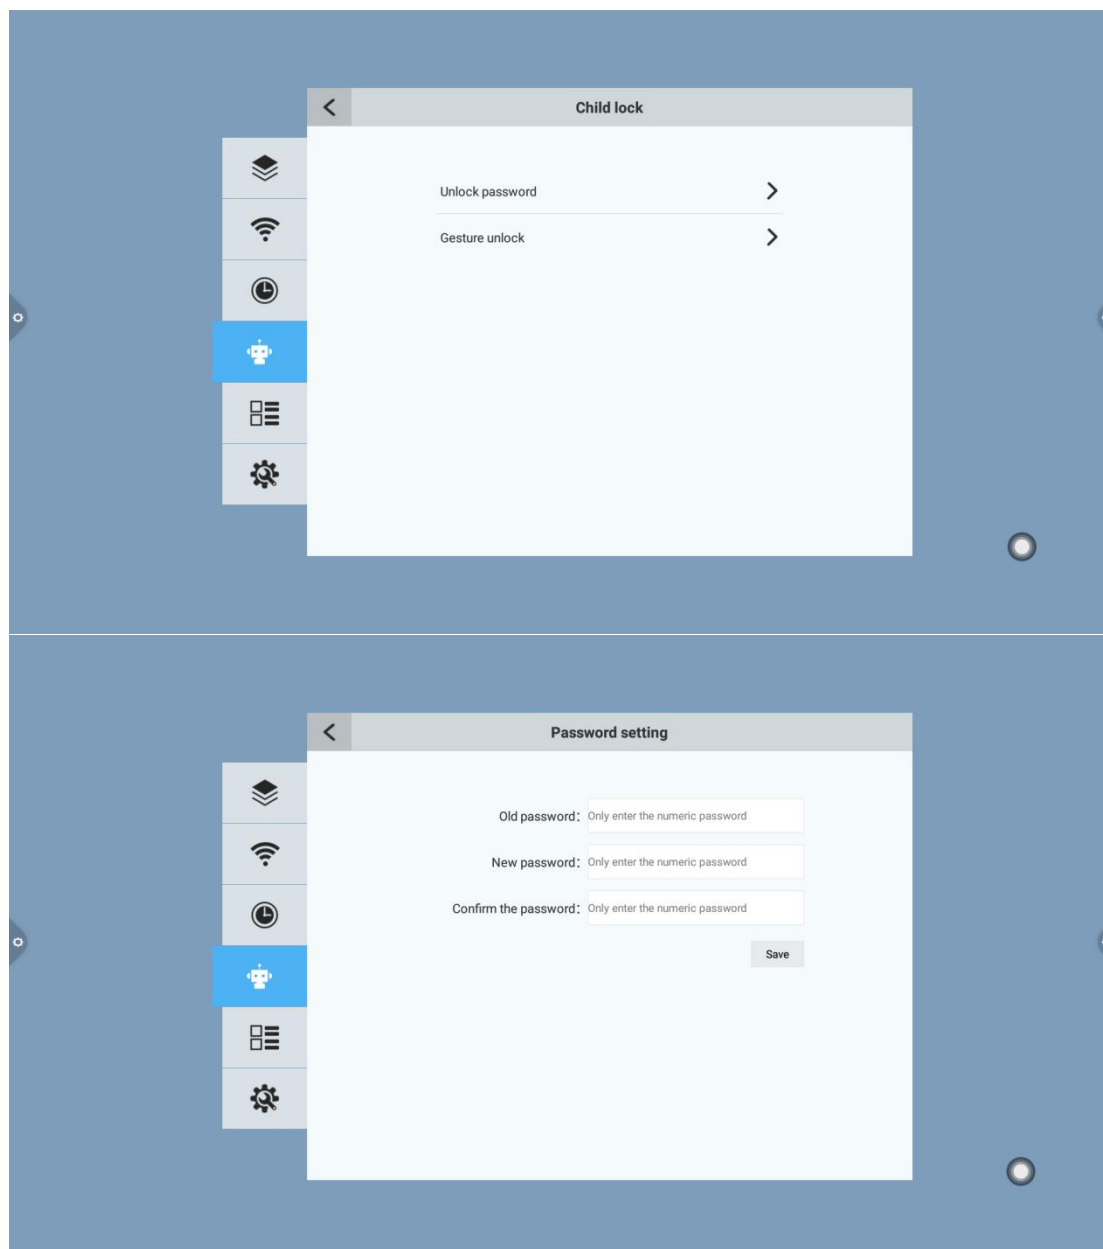 Child lock
Unlock password
Gesture unlock
Password setting
Old password: Only enter the numeric password
New password: Only enter the numeric password
Confirm the password: Only enter the numeric password
Save